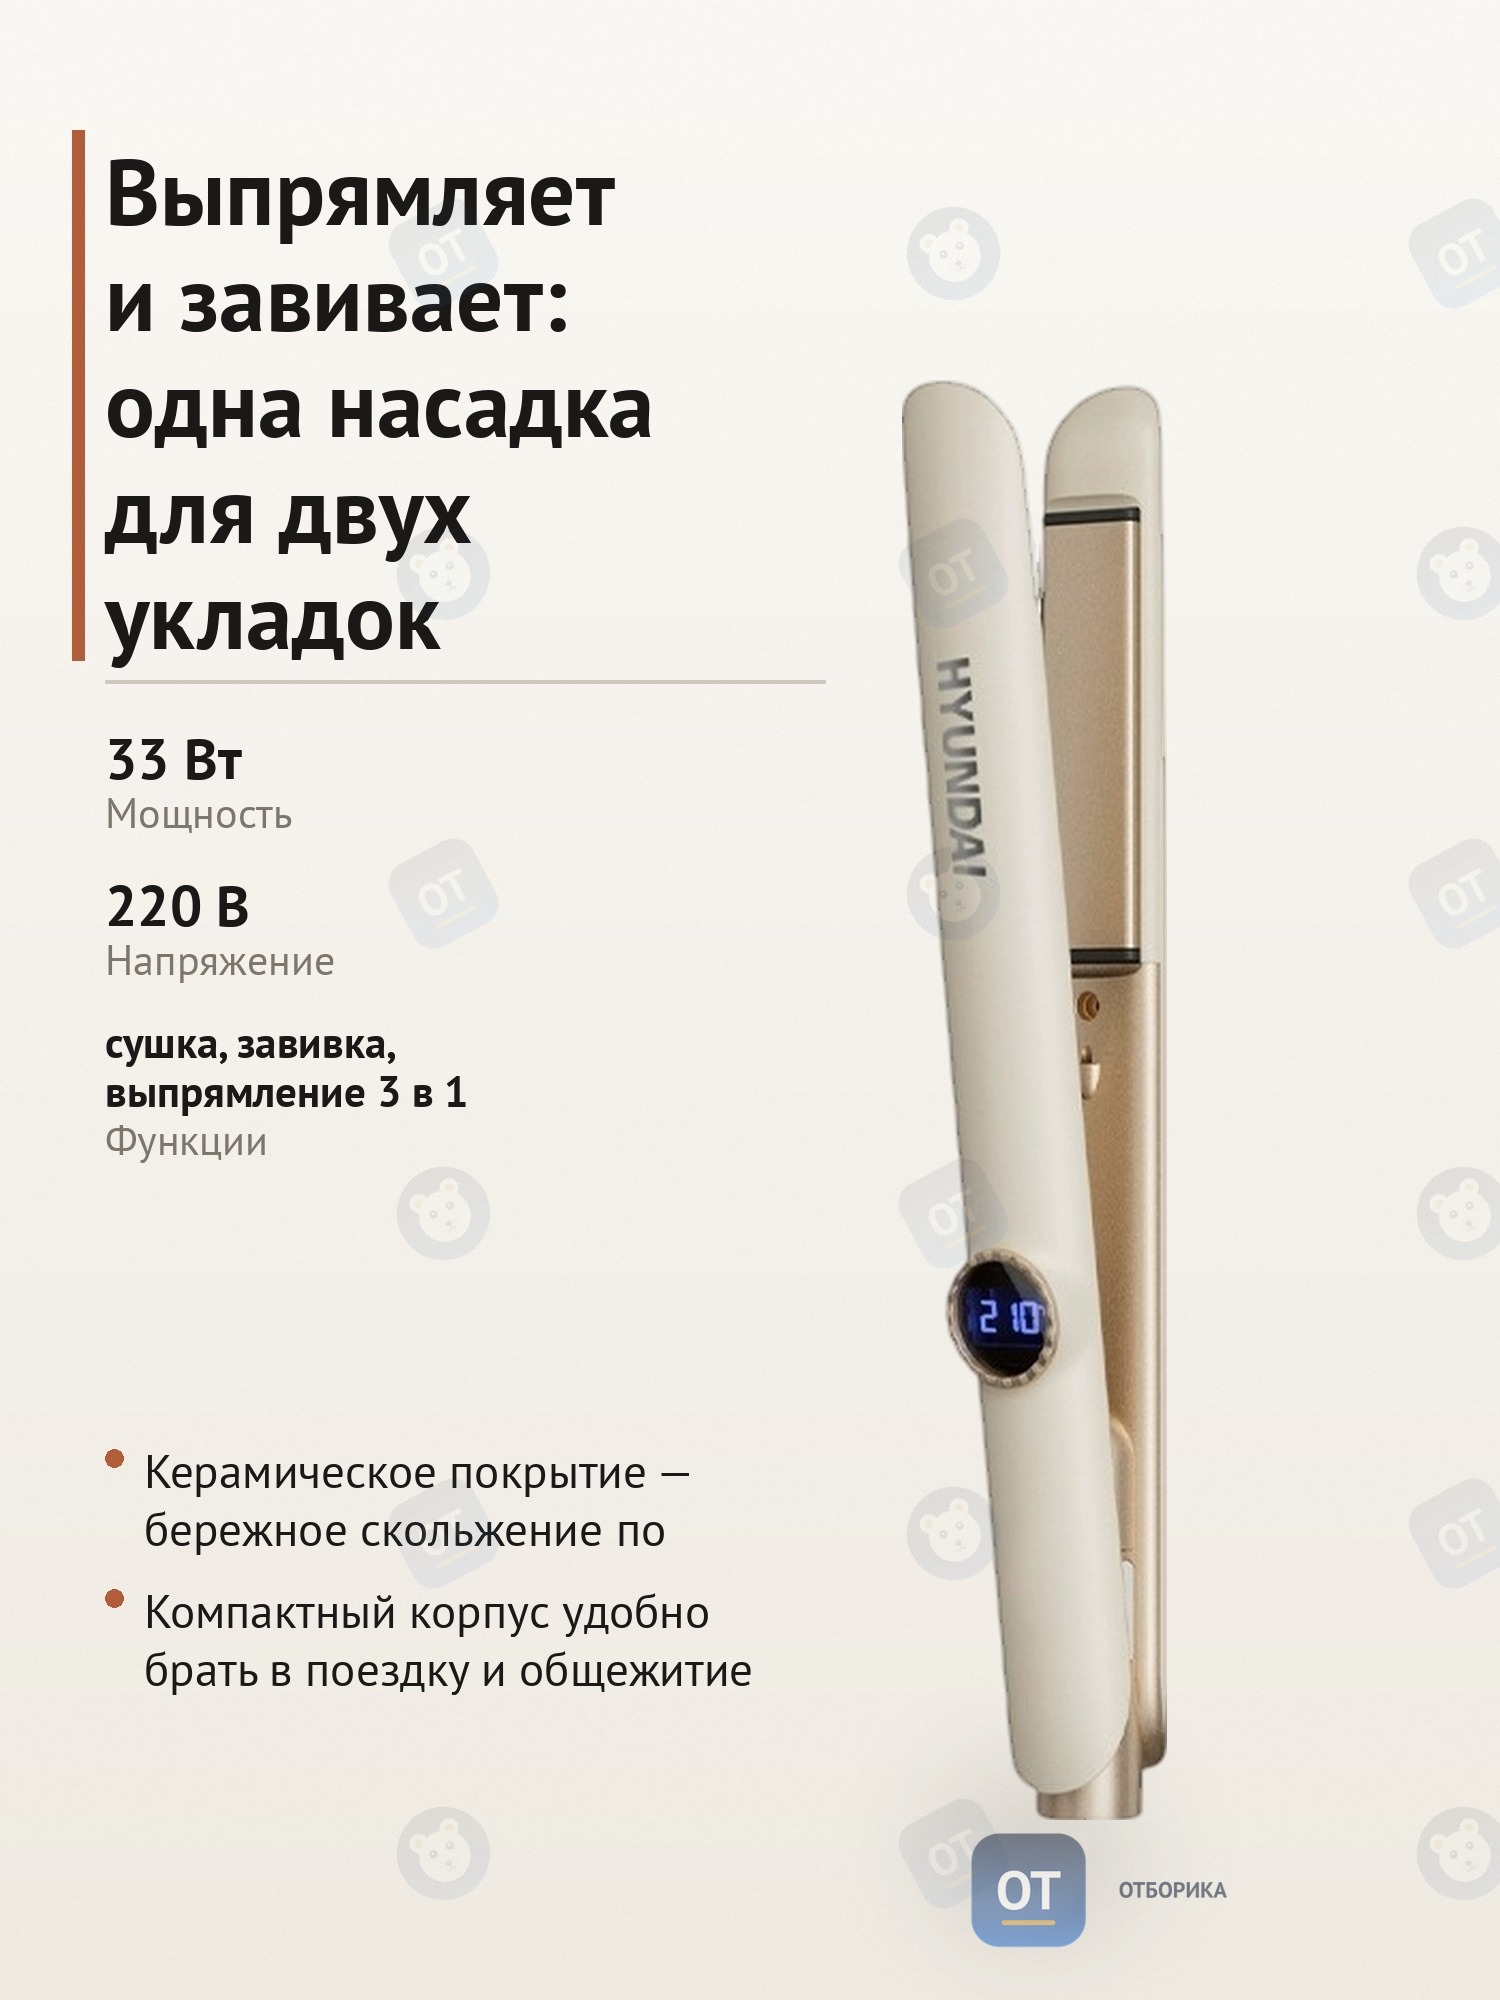 Выпрямляет
и завивает:
одна насадка
для двух
укладок
33 Вт
Мощность
220 В
Напряжение
сушка, завивка,
выпрямление 3 в 1
Функции
Керамическое покрытие —
бережное скольжение по
Компактный корпус удобно
брать в поездку и общежитие
HYUNDAI
210
ОТ
ОТБОРИКА